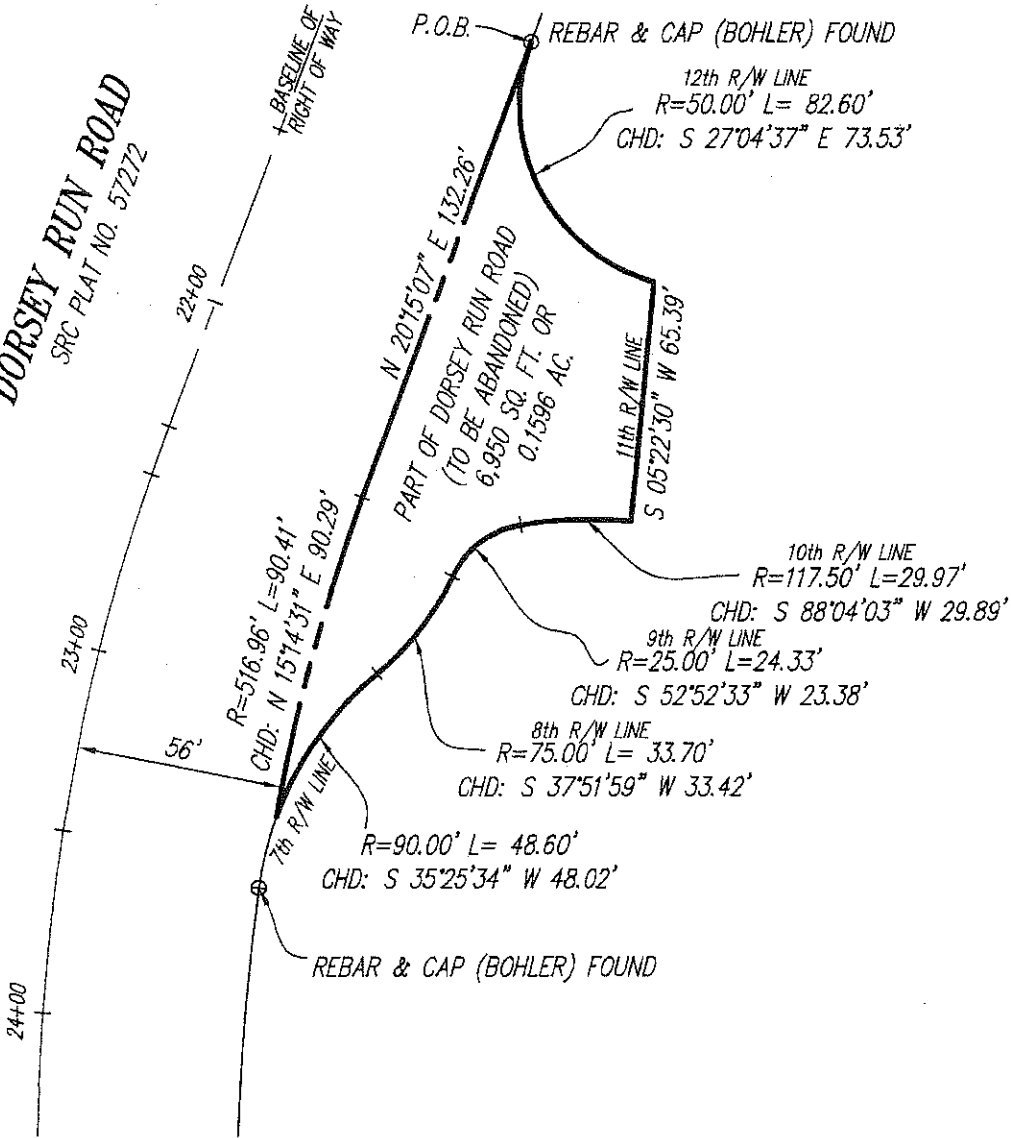 P.O.B.
REBAR & CAP (BOHLER) FOUND
BASELINE OF
RIGHT OF WAY
DORSEY RUN ROAD
SRC PLAT NO. 57272
12th R/W LINE
R=50.00' L= 82.60'
CHD: S 27°04'37" E 73.53'
22+00
N 20°15'07" E 132.26'
PART OF DORSEY RUN ROAD
(TO BE ABANDONED)
6,950 SQ. FT. OR
0.1596 AC.
11th R/W LINE
S 05°22'30" W 65.39'
10th R/W LINE
R=117.50' L=29.97'
CHD: S 88°04'03" W 29.89'
9th R/W LINE
R=25.00' L=24.33'
CHD: S 52°52'33" W 23.38'
8th R/W LINE
R=75.00' L= 33.70'
CHD: S 37°51'59" W 33.42'
R=516.96' L=90.41'
CHD: N 15°14'31" E 90.29'
23+00
56'
7th R/W LINE
R=90.00' L= 48.60'
CHD: S 35°25'34" W 48.02'
REBAR & CAP (BOHLER) FOUND
24+00